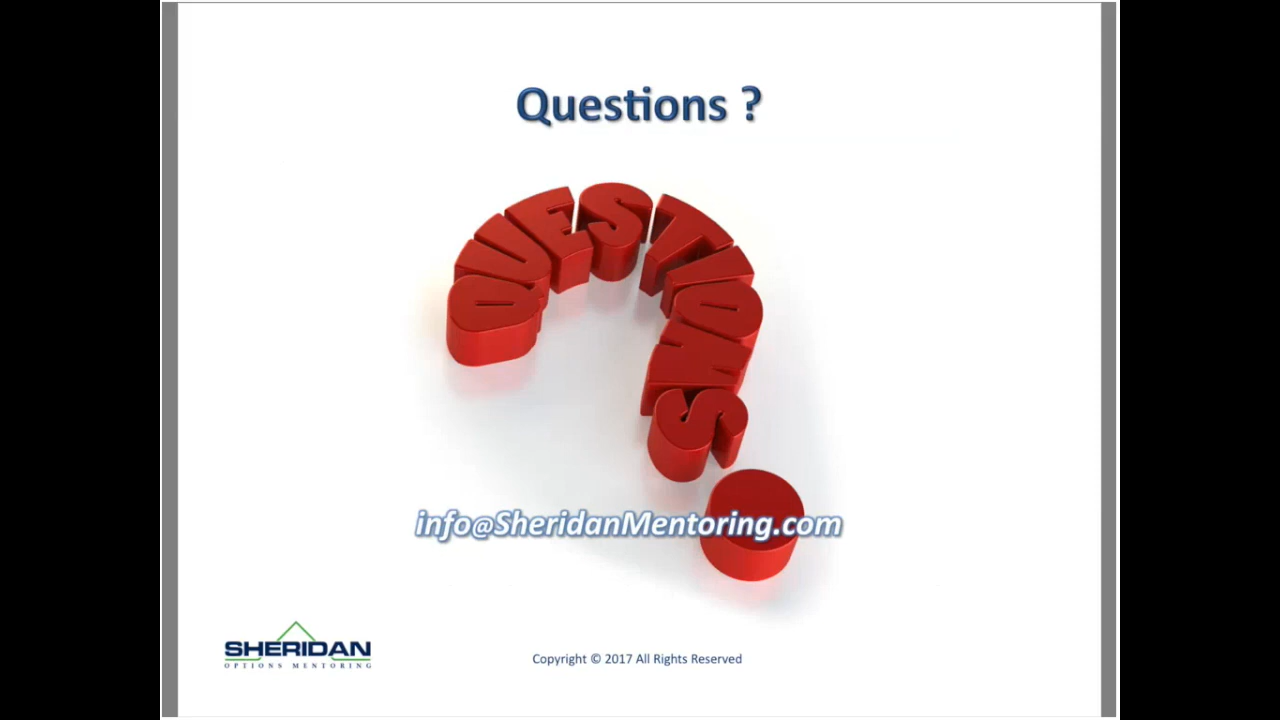 Questions ?
QUESTIONS
info@SheridanMentoring.com
SHERIDAN
OPTIONS MENTORING
Copyright © 2017 All Rights Reserved